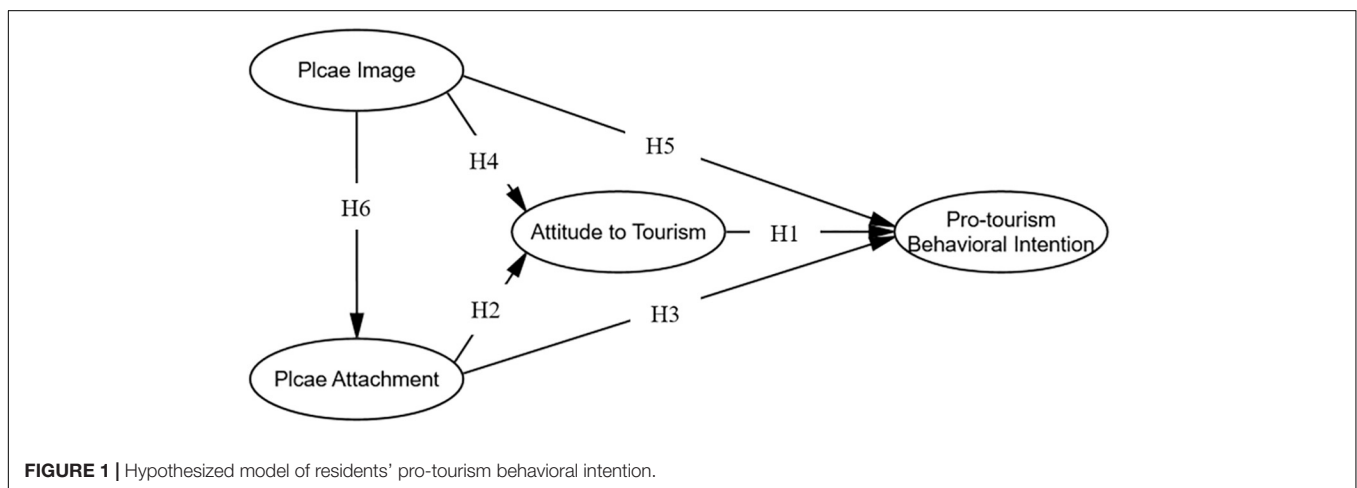 Plcae Image
H5
H4
H6
Attitude to Tourism
H1
Pro-tourism
Behavioral Intention
H2
H3
Plcae Attachment
FIGURE 1 | Hypothesized model of residents’ pro-tourism behavioral intention.